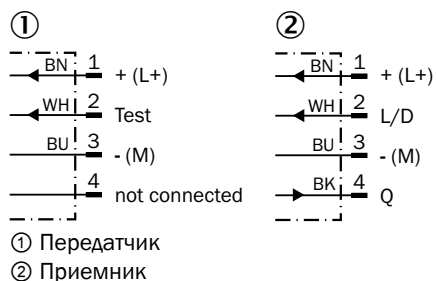 ①
BN 1 + (L+)
WH 2 Test
BU 3 - (M)
4 not connected
②
BN 1 + (L+)
WH 2 L/D
BU 3 - (M)
BK 4 Q
① Передатчик
② Приемник